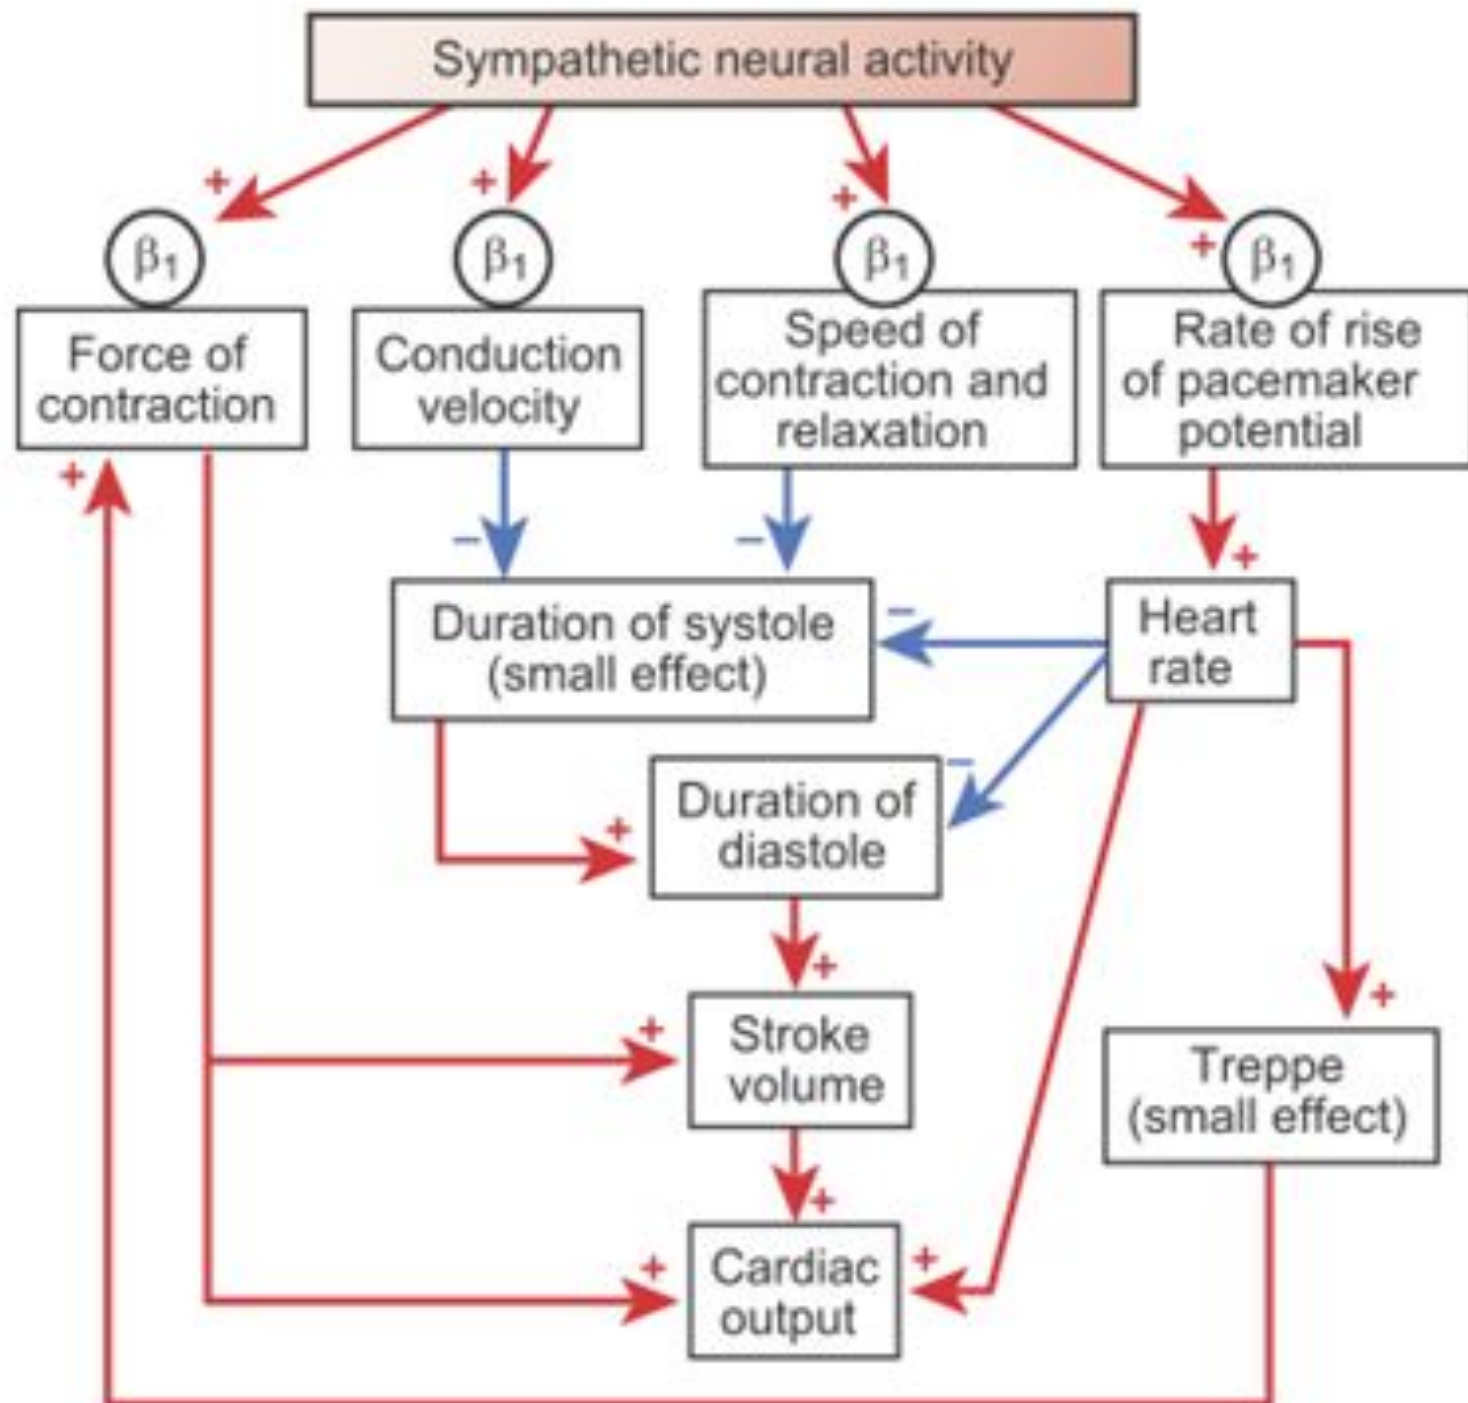 Sympathetic neural activity
+
+
+
+
β1
β1
β1
β1
Force of
contraction
Conduction
velocity
Speed of
contraction and
relaxation
Rate of rise
of pacemaker
potential
+
−
−
+
Duration of systole
(small effect)
−
Heart
rate
Duration of
diastole
−
+
+
+
Stroke
volume
+
Treppe
(small effect)
+
+
Cardiac
output
+